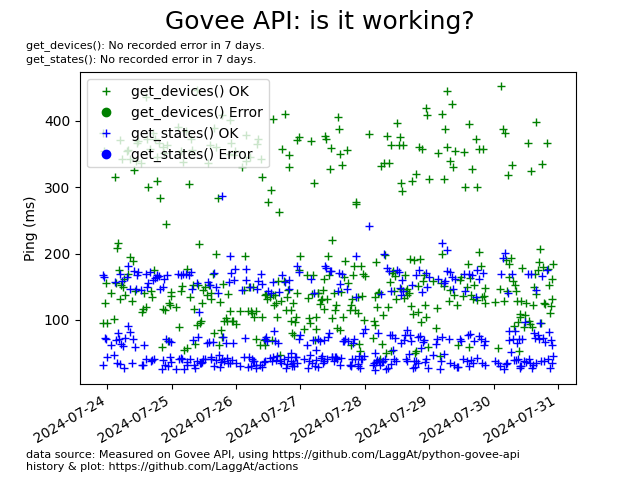 Govee API: is it working?
get_devices(): No recorded error in 7 days.
get_states(): No recorded error in 7 days.
get_devices() OK
get_devices() Error
get_states() OK
get_states() Error
400
300
200
100
Ping (ms)
2024-07-24
2024-07-25
2024-07-26
2024-07-27
2024-07-28
2024-07-29
2024-07-30
2024-07-31
data source: Measured on Govee API, using https://github.com/LaggAt/python-govee-api
history & plot: https://github.com/LaggAt/actions